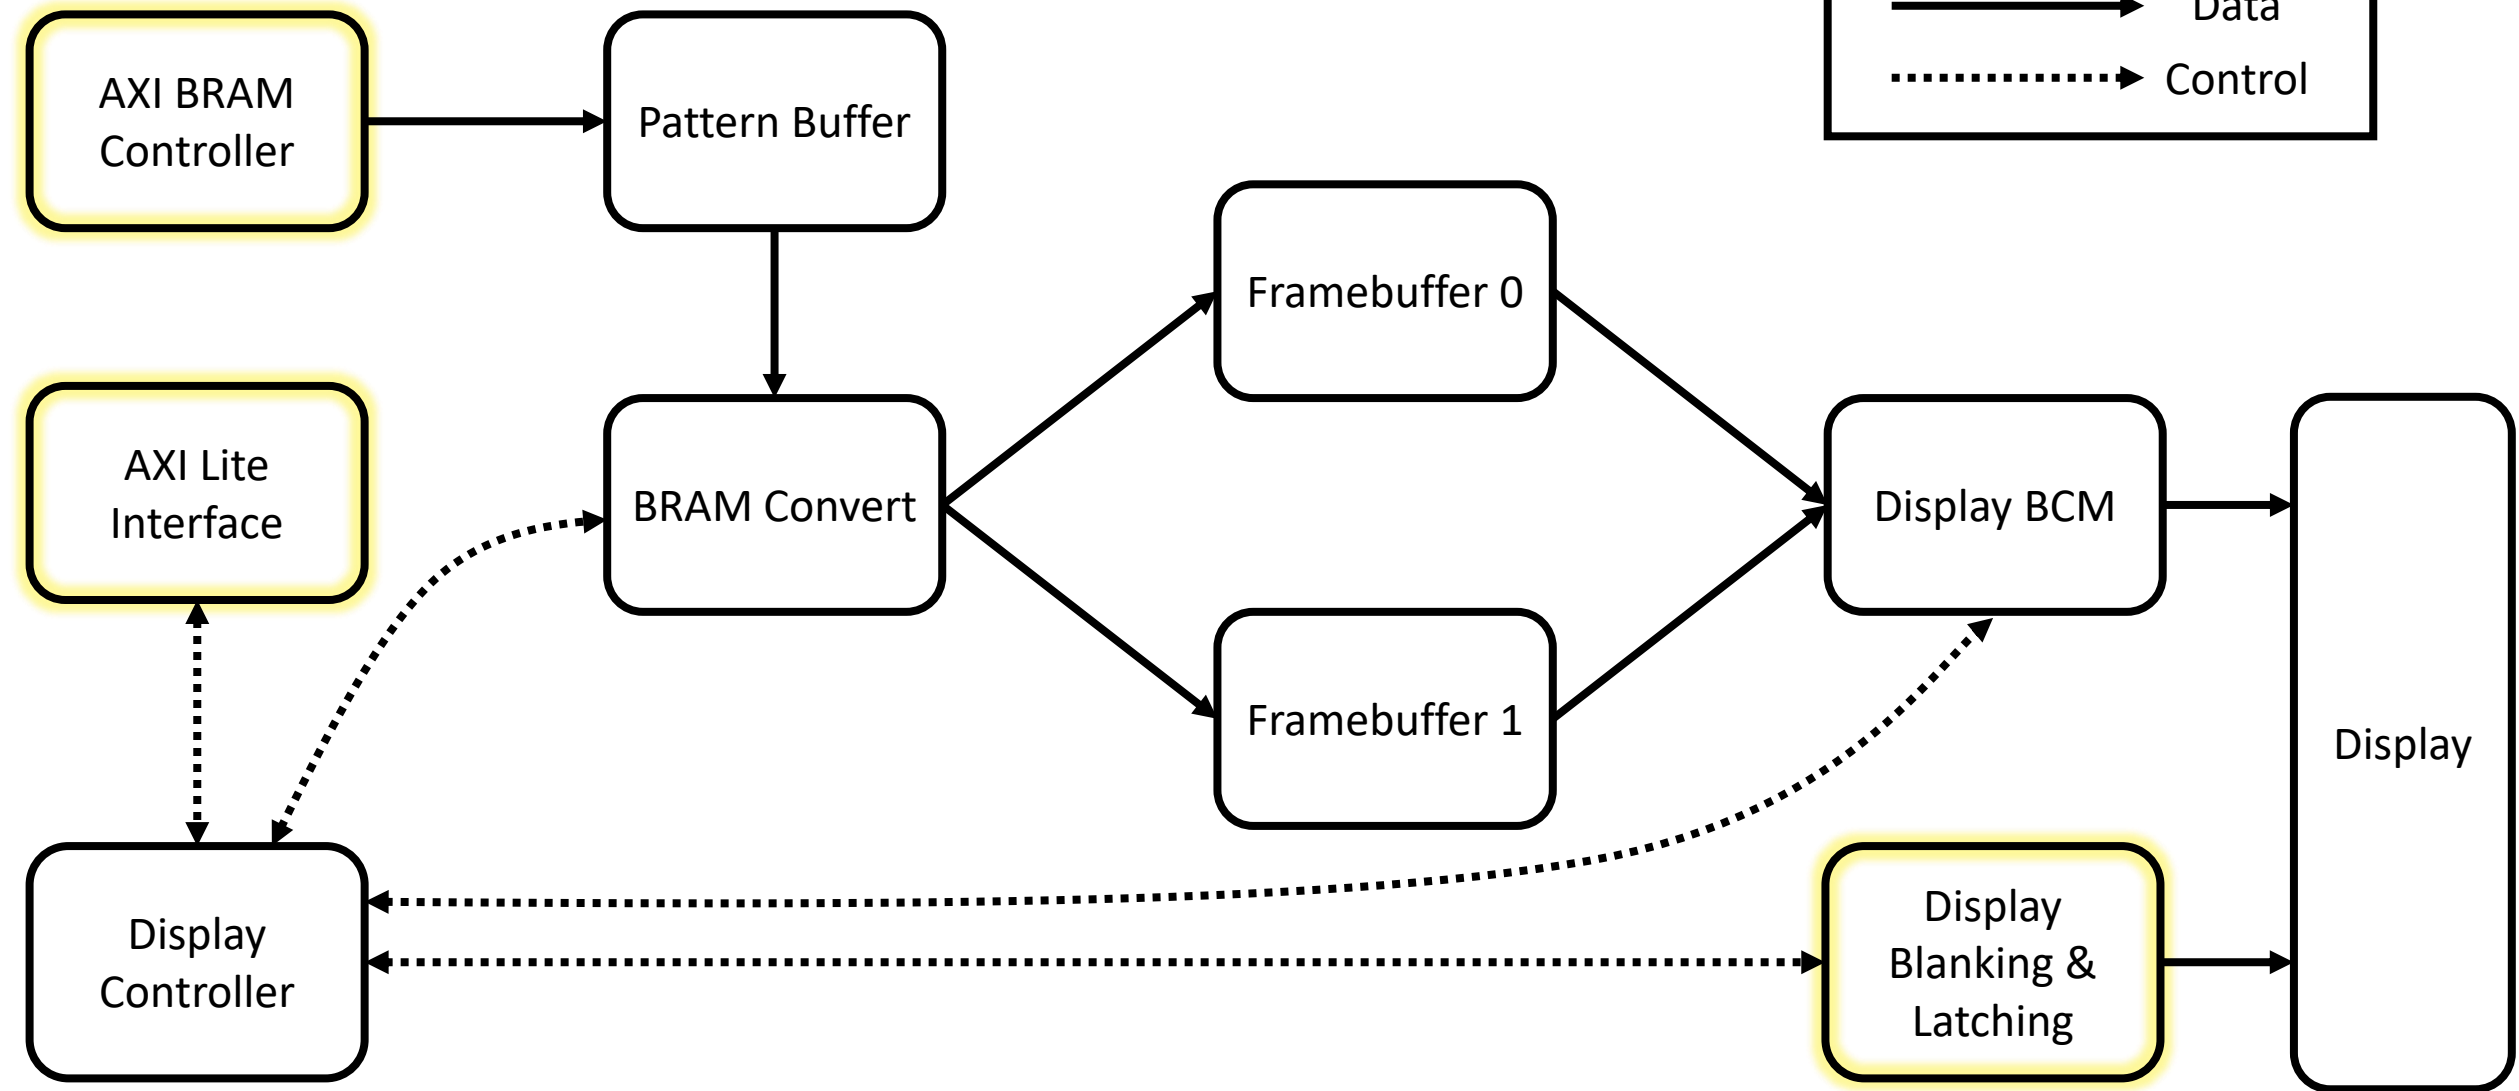 Data
Control
AXI BRAM
Controller
Pattern Buffer
Framebuffer 0
AXI Lite
Interface
BRAM Convert
Display BCM
Framebuffer 1
Display
Display
Controller
Display
Blanking &
Latching